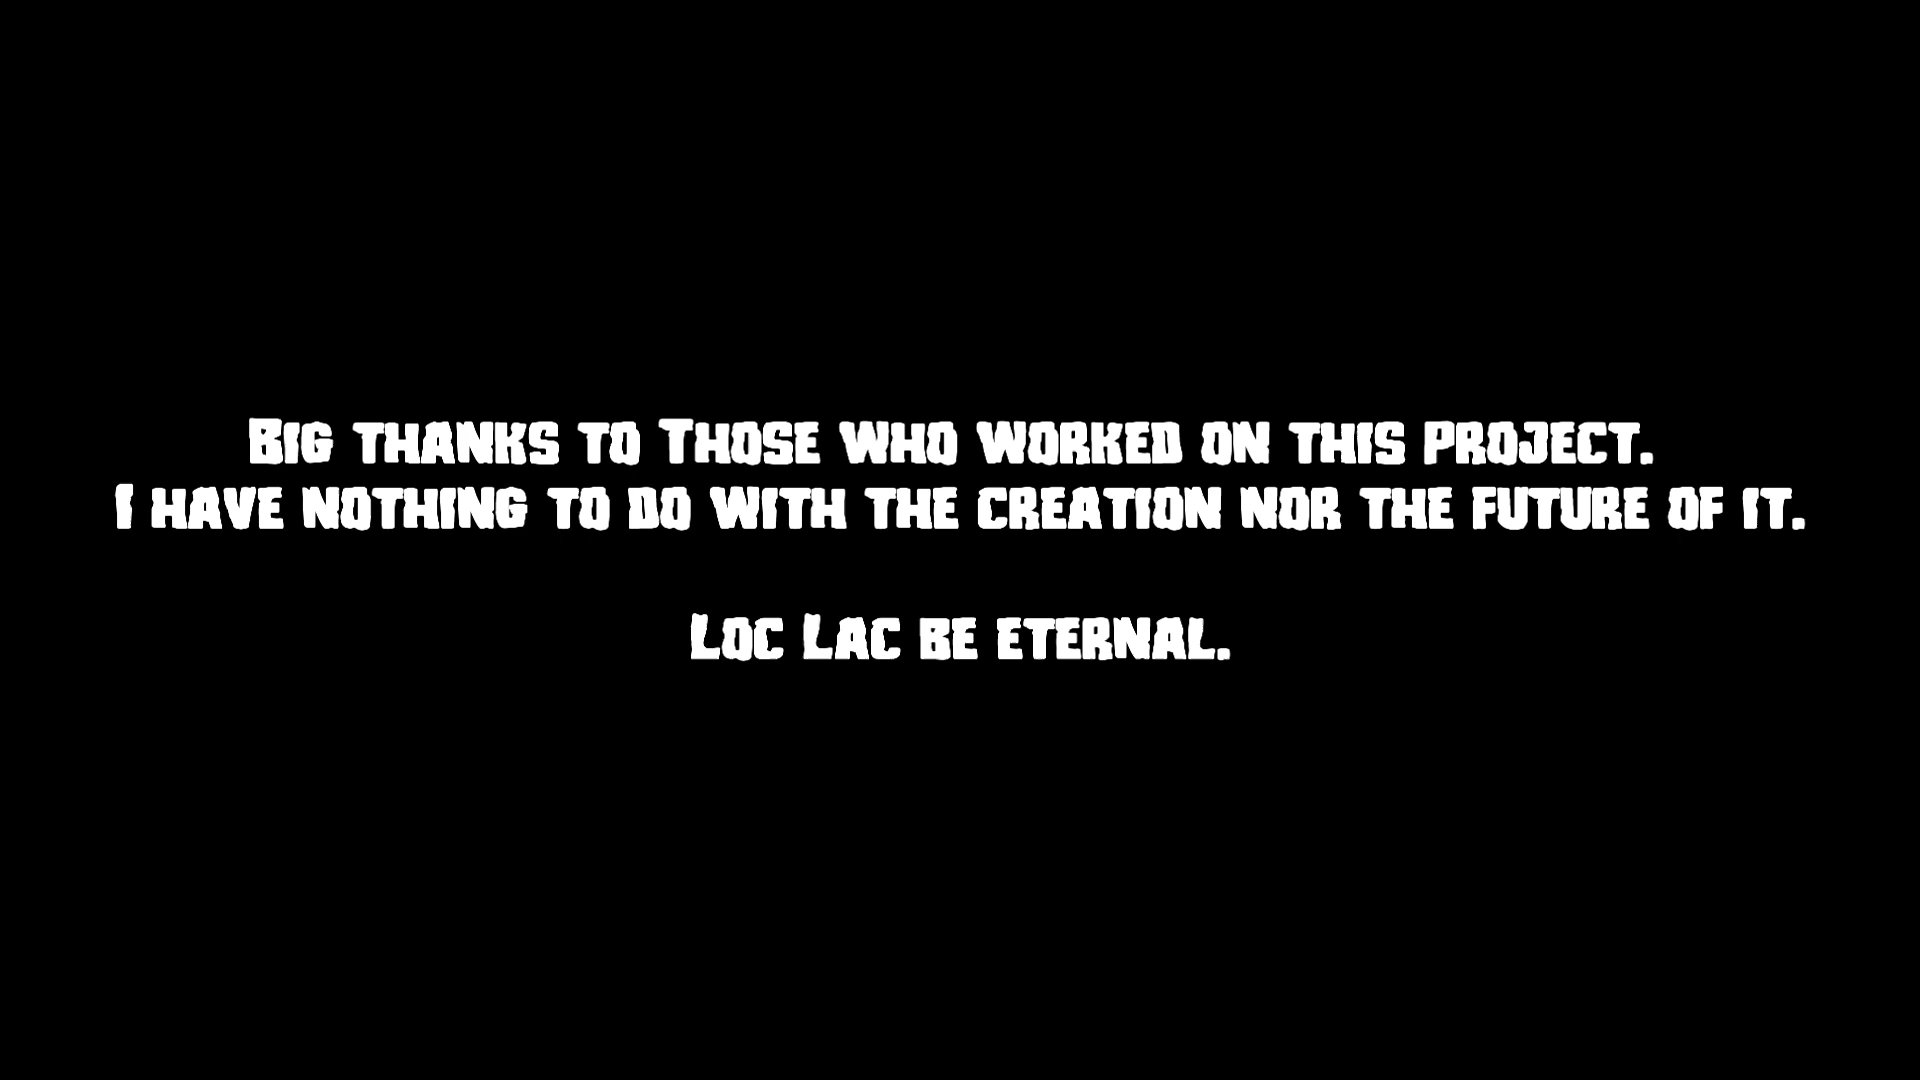 Big thanks to Those who worked on this project.
I have nothing to do with the creation nor the future of it.
Loc Lac be eternal.